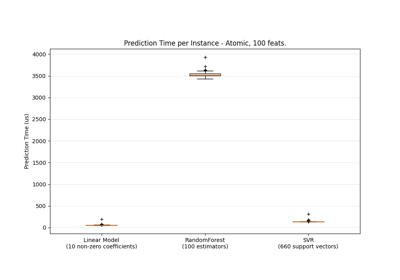 Prediction Time per Instance - Atomic, 100 feats.
Prediction Time (us)
4000
3500
3000
2500
2000
1500
1000
500
0
Linear Model
(10 non-zero coefficients)
RandomForest
(100 estimators)
SVR
(660 support vectors)